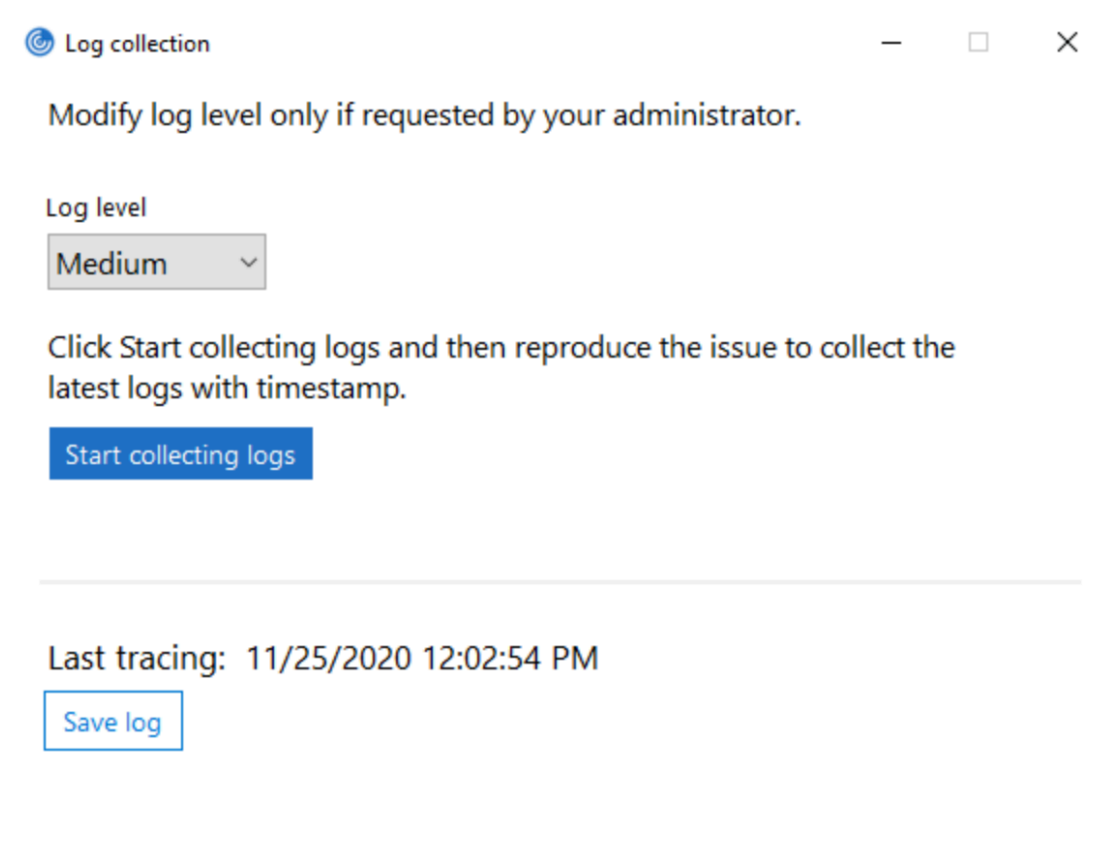 Log collection
Modify log level only if requested by your administrator.
Log level
Medium
Click Start collecting logs and then reproduce the issue to collect the
latest logs with timestamp.
Start collecting logs
Last tracing: 11/25/2020 12:02:54 PM
Save log